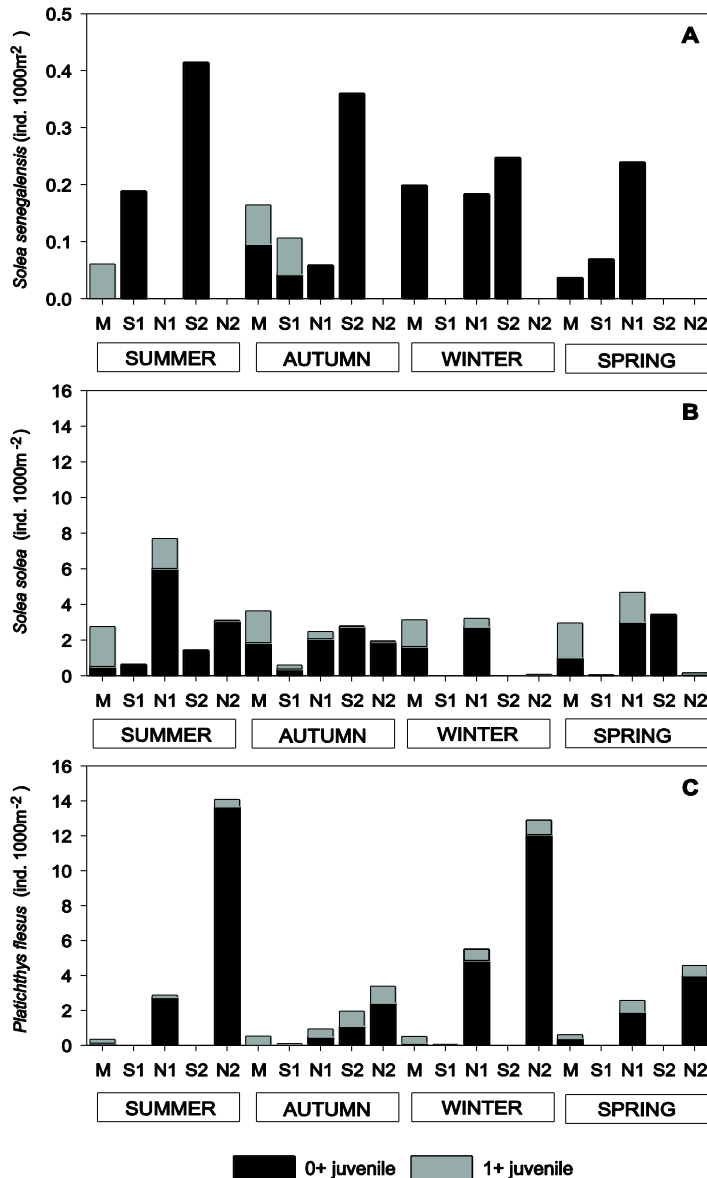 A
Solea senegalensis (ind. 1000m²)
0.5
0.4
0.3
0.2
0.1
0.0
M S1 N1 S2 N2 M S1 N1 S2 N2 M S1 N1 S2 N2 M S1 N1 S2 N2
SUMMER AUTUMN WINTER SPRING
B
Solea solea (ind. 1000m⁻²)
16
14
12
10
8
6
4
2
0
M S1 N1 S2 N2 M S1 N1 S2 N2 M S1 N1 S2 N2 M S1 N1 S2 N2
SUMMER AUTUMN WINTER SPRING
C
Platichthys flesus (ind. 1000m⁻²)
16
14
12
10
8
6
4
2
0
M S1 N1 S2 N2 M S1 N1 S2 N2 M S1 N1 S2 N2 M S1 N1 S2 N2
SUMMER AUTUMN WINTER SPRING
0+ juvenile 1+ juvenile